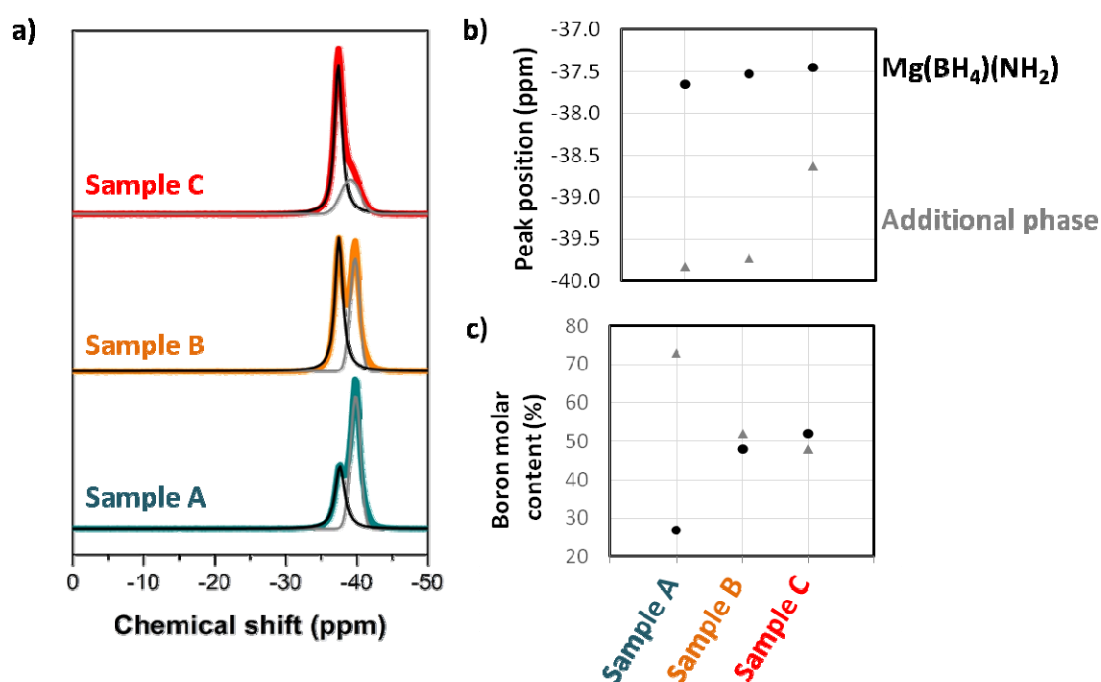 a)
Sample C
Sample B
Sample A
0 -10 -20 -30 -40 -50
Chemical shift (ppm)
b)
Peak position (ppm)
-37.0
-37.5
-38.0
-38.5
-39.0
-39.5
-40.0
Mg(BH₄)(NH₂)
Additional phase
c)
Boron molar
content (%)
80
70
60
50
40
30
20
Sample A
Sample B
Sample C